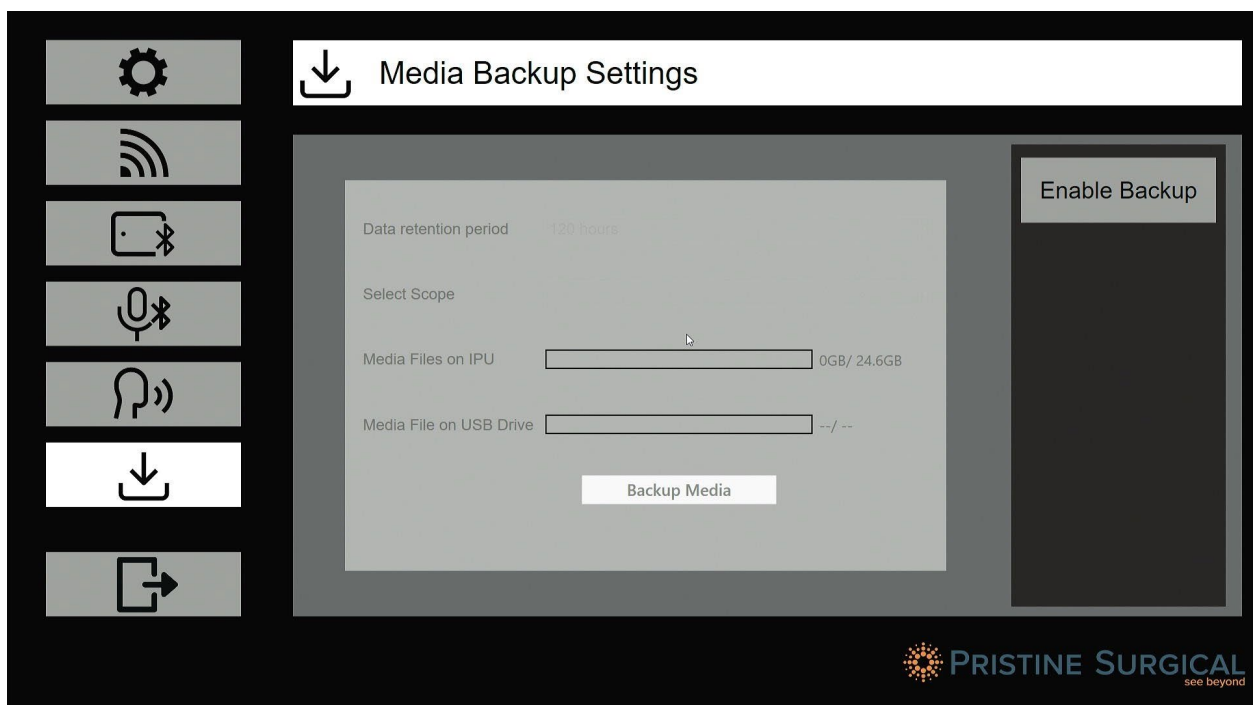 Media Backup Settings
Enable Backup
Data retention period 120 hours
Select Scope
Media Files on IPU 0GB/ 24.6GB
Media File on USB Drive --/ --
Backup Media
PRISTINE SURGICAL
see beyond